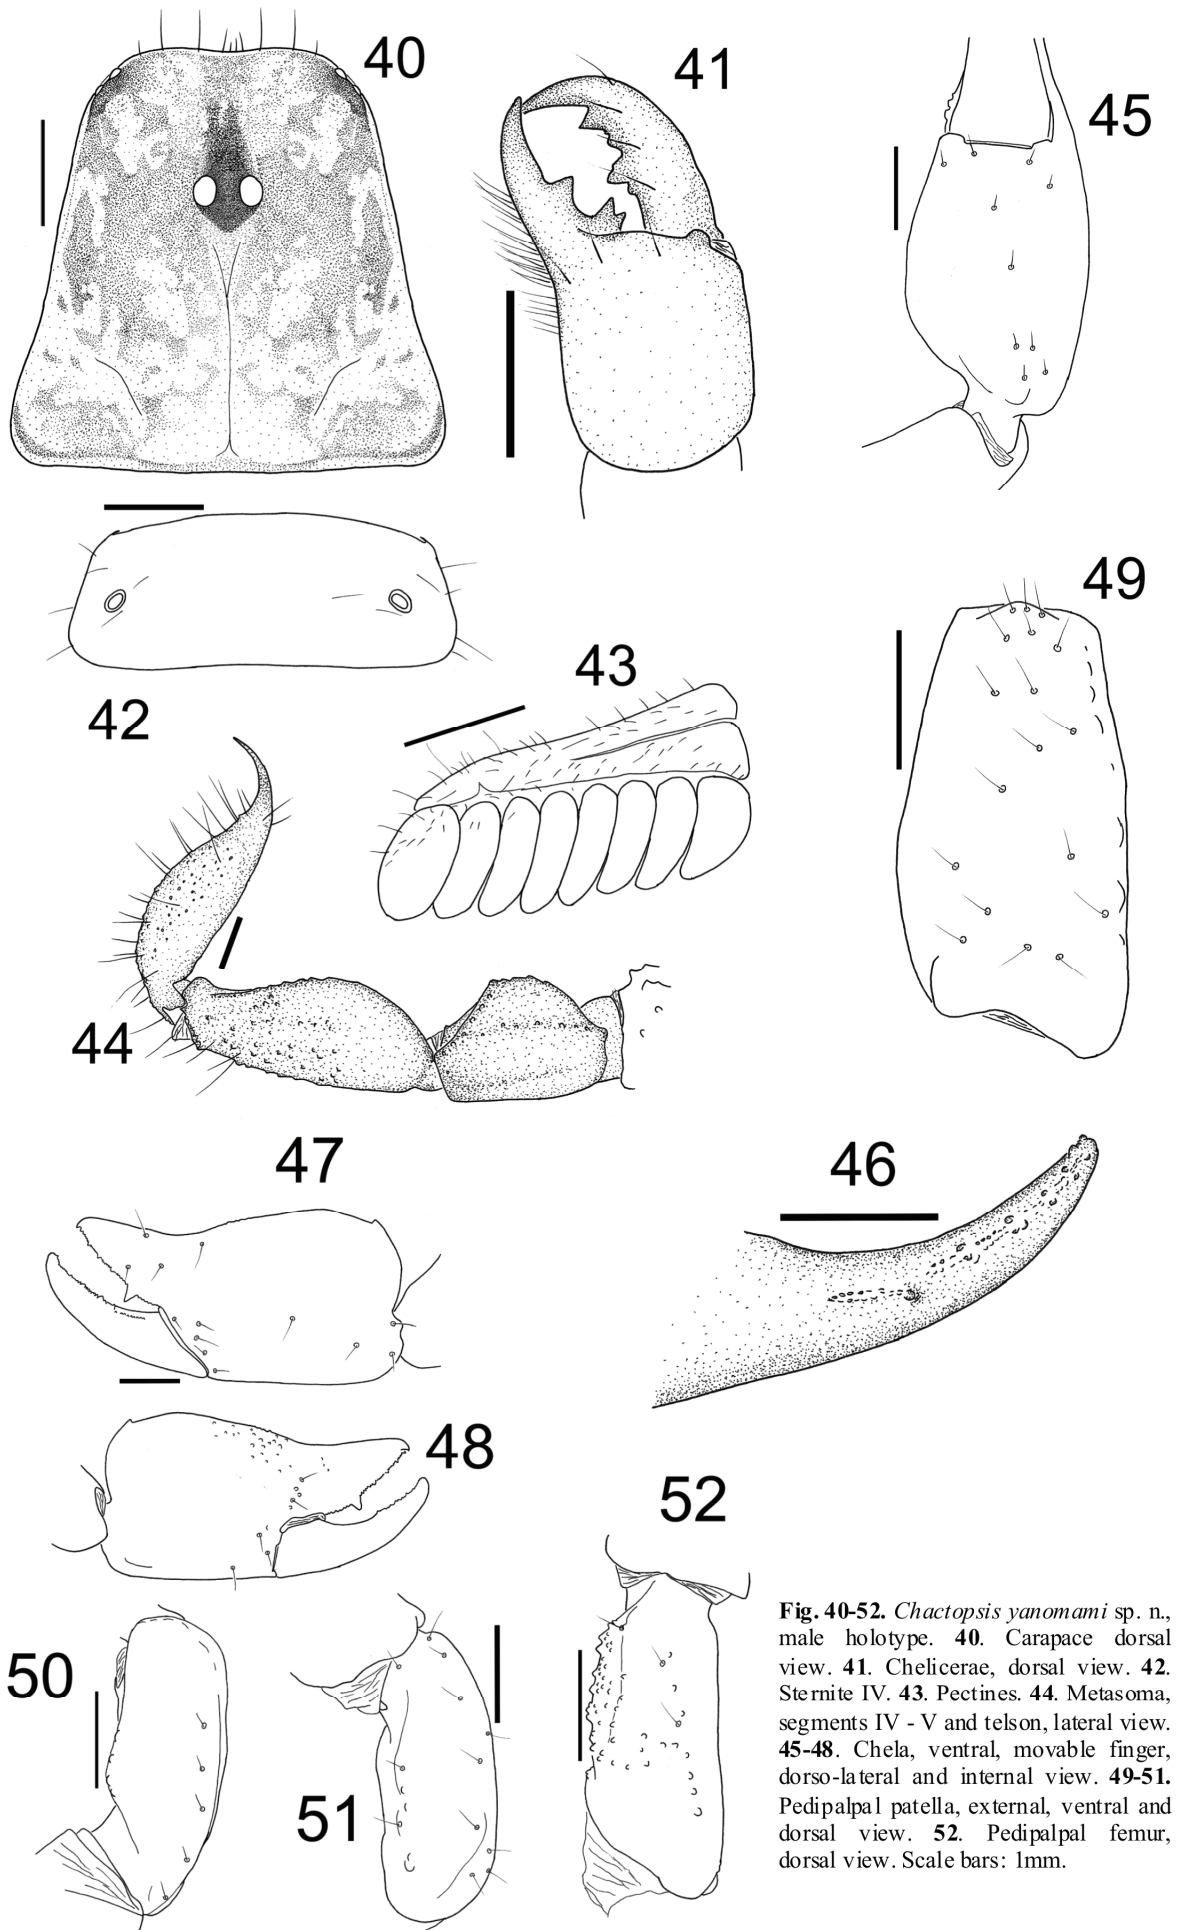 40
41
45
42
43
49
44
47
46
48
52
50
51
Fig. 40-52. Chactopsis yanomami sp. n.,
male holotype. 40. Carapace dorsal
view. 41. Chelicerae, dorsal view. 42.
Sternite IV. 43. Pectines. 44. Metasoma,
segments IV - V and telson, lateral view.
45-48. Chela, ventral, movable finger,
dorso-lateral and internal view. 49-51.
Pedipalpal patella, external, ventral and
dorsal view. 52. Pedipalpal femur,
dorsal view. Scale bars: 1mm.